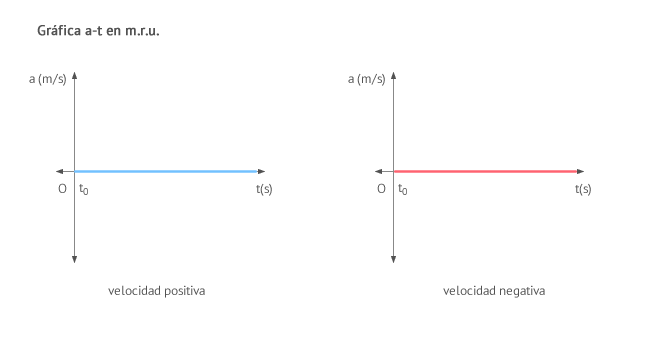 Gráfica a-t en m.r.u.
a (m/s)
a (m/s)
O t0 t(s)
O t0 t(s)
velocidad positiva
velocidad negativa